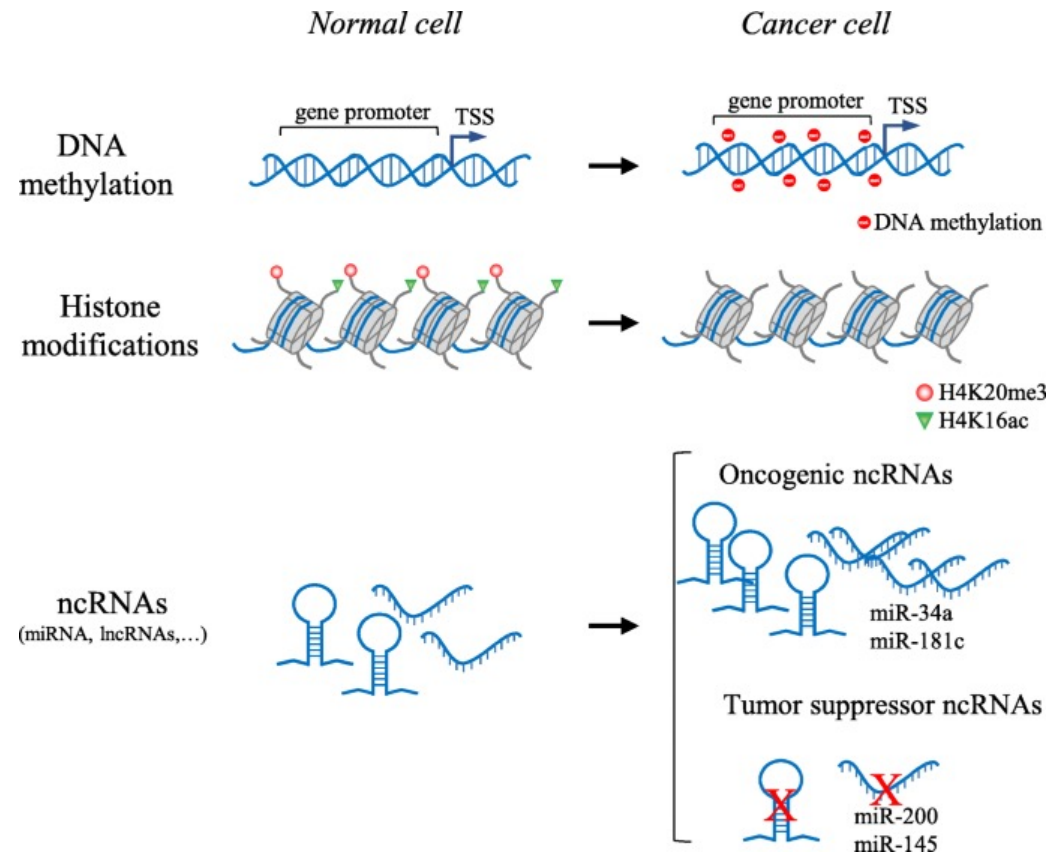 Normal cell
Cancer cell
DNA
methylation
gene promoter
TSS
gene promoter
TSS
DNA methylation
Histone
modifications
H4K20me3
H4K16ac
ncRNAs
(miRNA, lncRNAs,…)
Oncogenic ncRNAs
miR-34a
miR-181c
Tumor suppressor ncRNAs
X
X
miR-200
miR-145